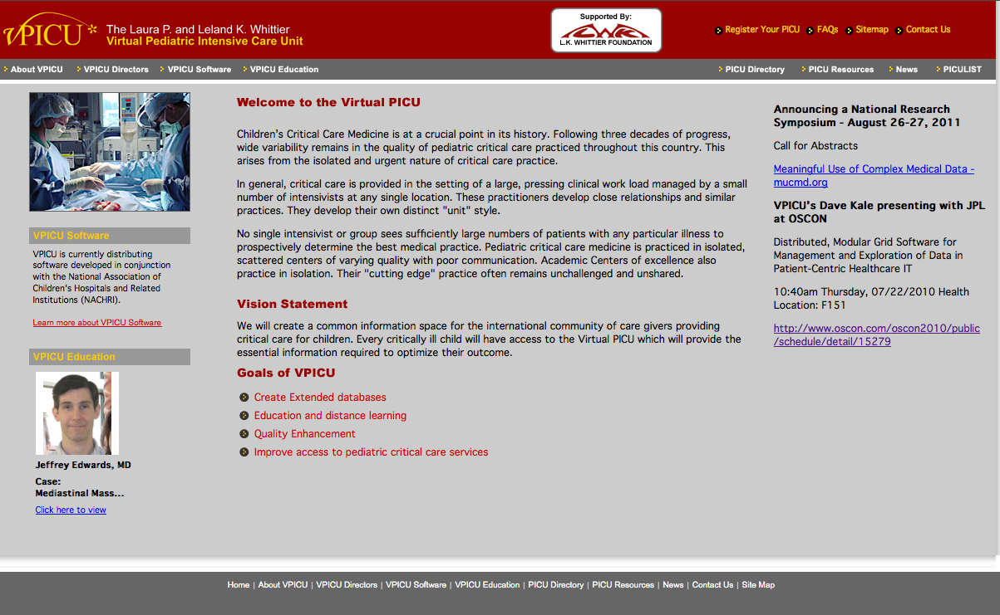 vPICU*
The Laura P. and Leland K. Whittier
Virtual Pediatric Intensive Care Unit
Supported By:
L.K. WHITTIER FOUNDATION
Register Your PICU FAQs Sitemap Contact Us
About VPICU VPICU Directors VPICU Software VPICU Education PICU Directory PICU Resources News PICULIST
VPICU Software
VPICU is currently distributing
software developed in conjunction
with the National Association of
Children's Hospitals and Related
Institutions (NACHRI).
Learn more about VPICU Software
VPICU Education
Jeffrey Edwards, MD
Case:
Mediastinal Mass...
Click here to view
Welcome to the Virtual PICU
Children's Critical Care Medicine is at a crucial point in its history. Following three decades of progress,
wide variability remains in the quality of pediatric critical care practiced throughout this country. This
arises from the isolated and urgent nature of critical care practice.
In general, critical care is provided in the setting of a large, pressing clinical work load managed by a small
number of intensivists at any single location. These practitioners develop close relationships and similar
practices. They develop their own distinct "unit" style.
No single intensivist or group sees sufficiently large numbers of patients with any particular illness to
prospectively determine the best medical practice. Pediatric critical care medicine is practiced in isolated,
scattered centers of varying quality with poor communication. Academic Centers of excellence also
practice in isolation. Their "cutting edge" practice often remains unchallenged and unshared.
Vision Statement
We will create a common information space for the international community of care givers providing
critical care for children. Every critically ill child will have access to the Virtual PICU which will provide the
essential information required to optimize their outcome.
Goals of VPICU
Create Extended databases
Education and distance learning
Quality Enhancement
Improve access to pediatric critical care services
Announcing a National Research
Symposium - August 26-27, 2011
Call for Abstracts
Meaningful Use of Complex Medical Data -
mucmd.org
VPICU's Dave Kale presenting with JPL
at OSCON
Distributed, Modular Grid Software for
Management and Exploration of Data in
Patient-Centric Healthcare IT
10:40am Thursday, 07/22/2010 Health
Location: F151
http://www.oscon.com/oscon2010/public
/schedule/detail/15279
Home | About VPICU | VPICU Directors | VPICU Software | VPICU Education | PICU Directory | PICU Resources | News | Contact Us | Site Map